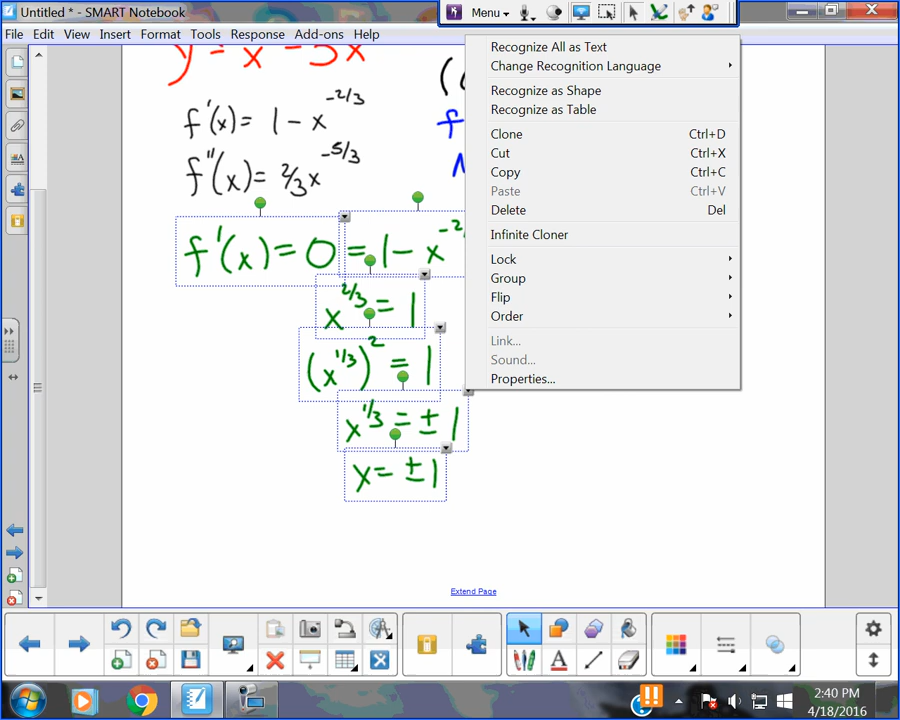 Untitled * - SMART Notebook
Menu
File Edit View Insert Format Tools Response Add-ons Help
f'(x) = 1 - x^-2/3
f''(x) = 2/3x^-5/3
f'(x) = 0 = 1 - x^-2/
x^2/3 = 1
(x^1/3)^2 = 1
x^1/3 = ± 1
x = ± 1
Recognize All as Text
Change Recognition Language
Recognize as Shape
Recognize as Table
Clone Ctrl+D
Cut Ctrl+X
Copy Ctrl+C
Paste Ctrl+V
Delete Del
Infinite Cloner
Lock
Group
Flip
Order
Link...
Sound...
Properties...
Extend Page
2:40 PM
4/18/2016